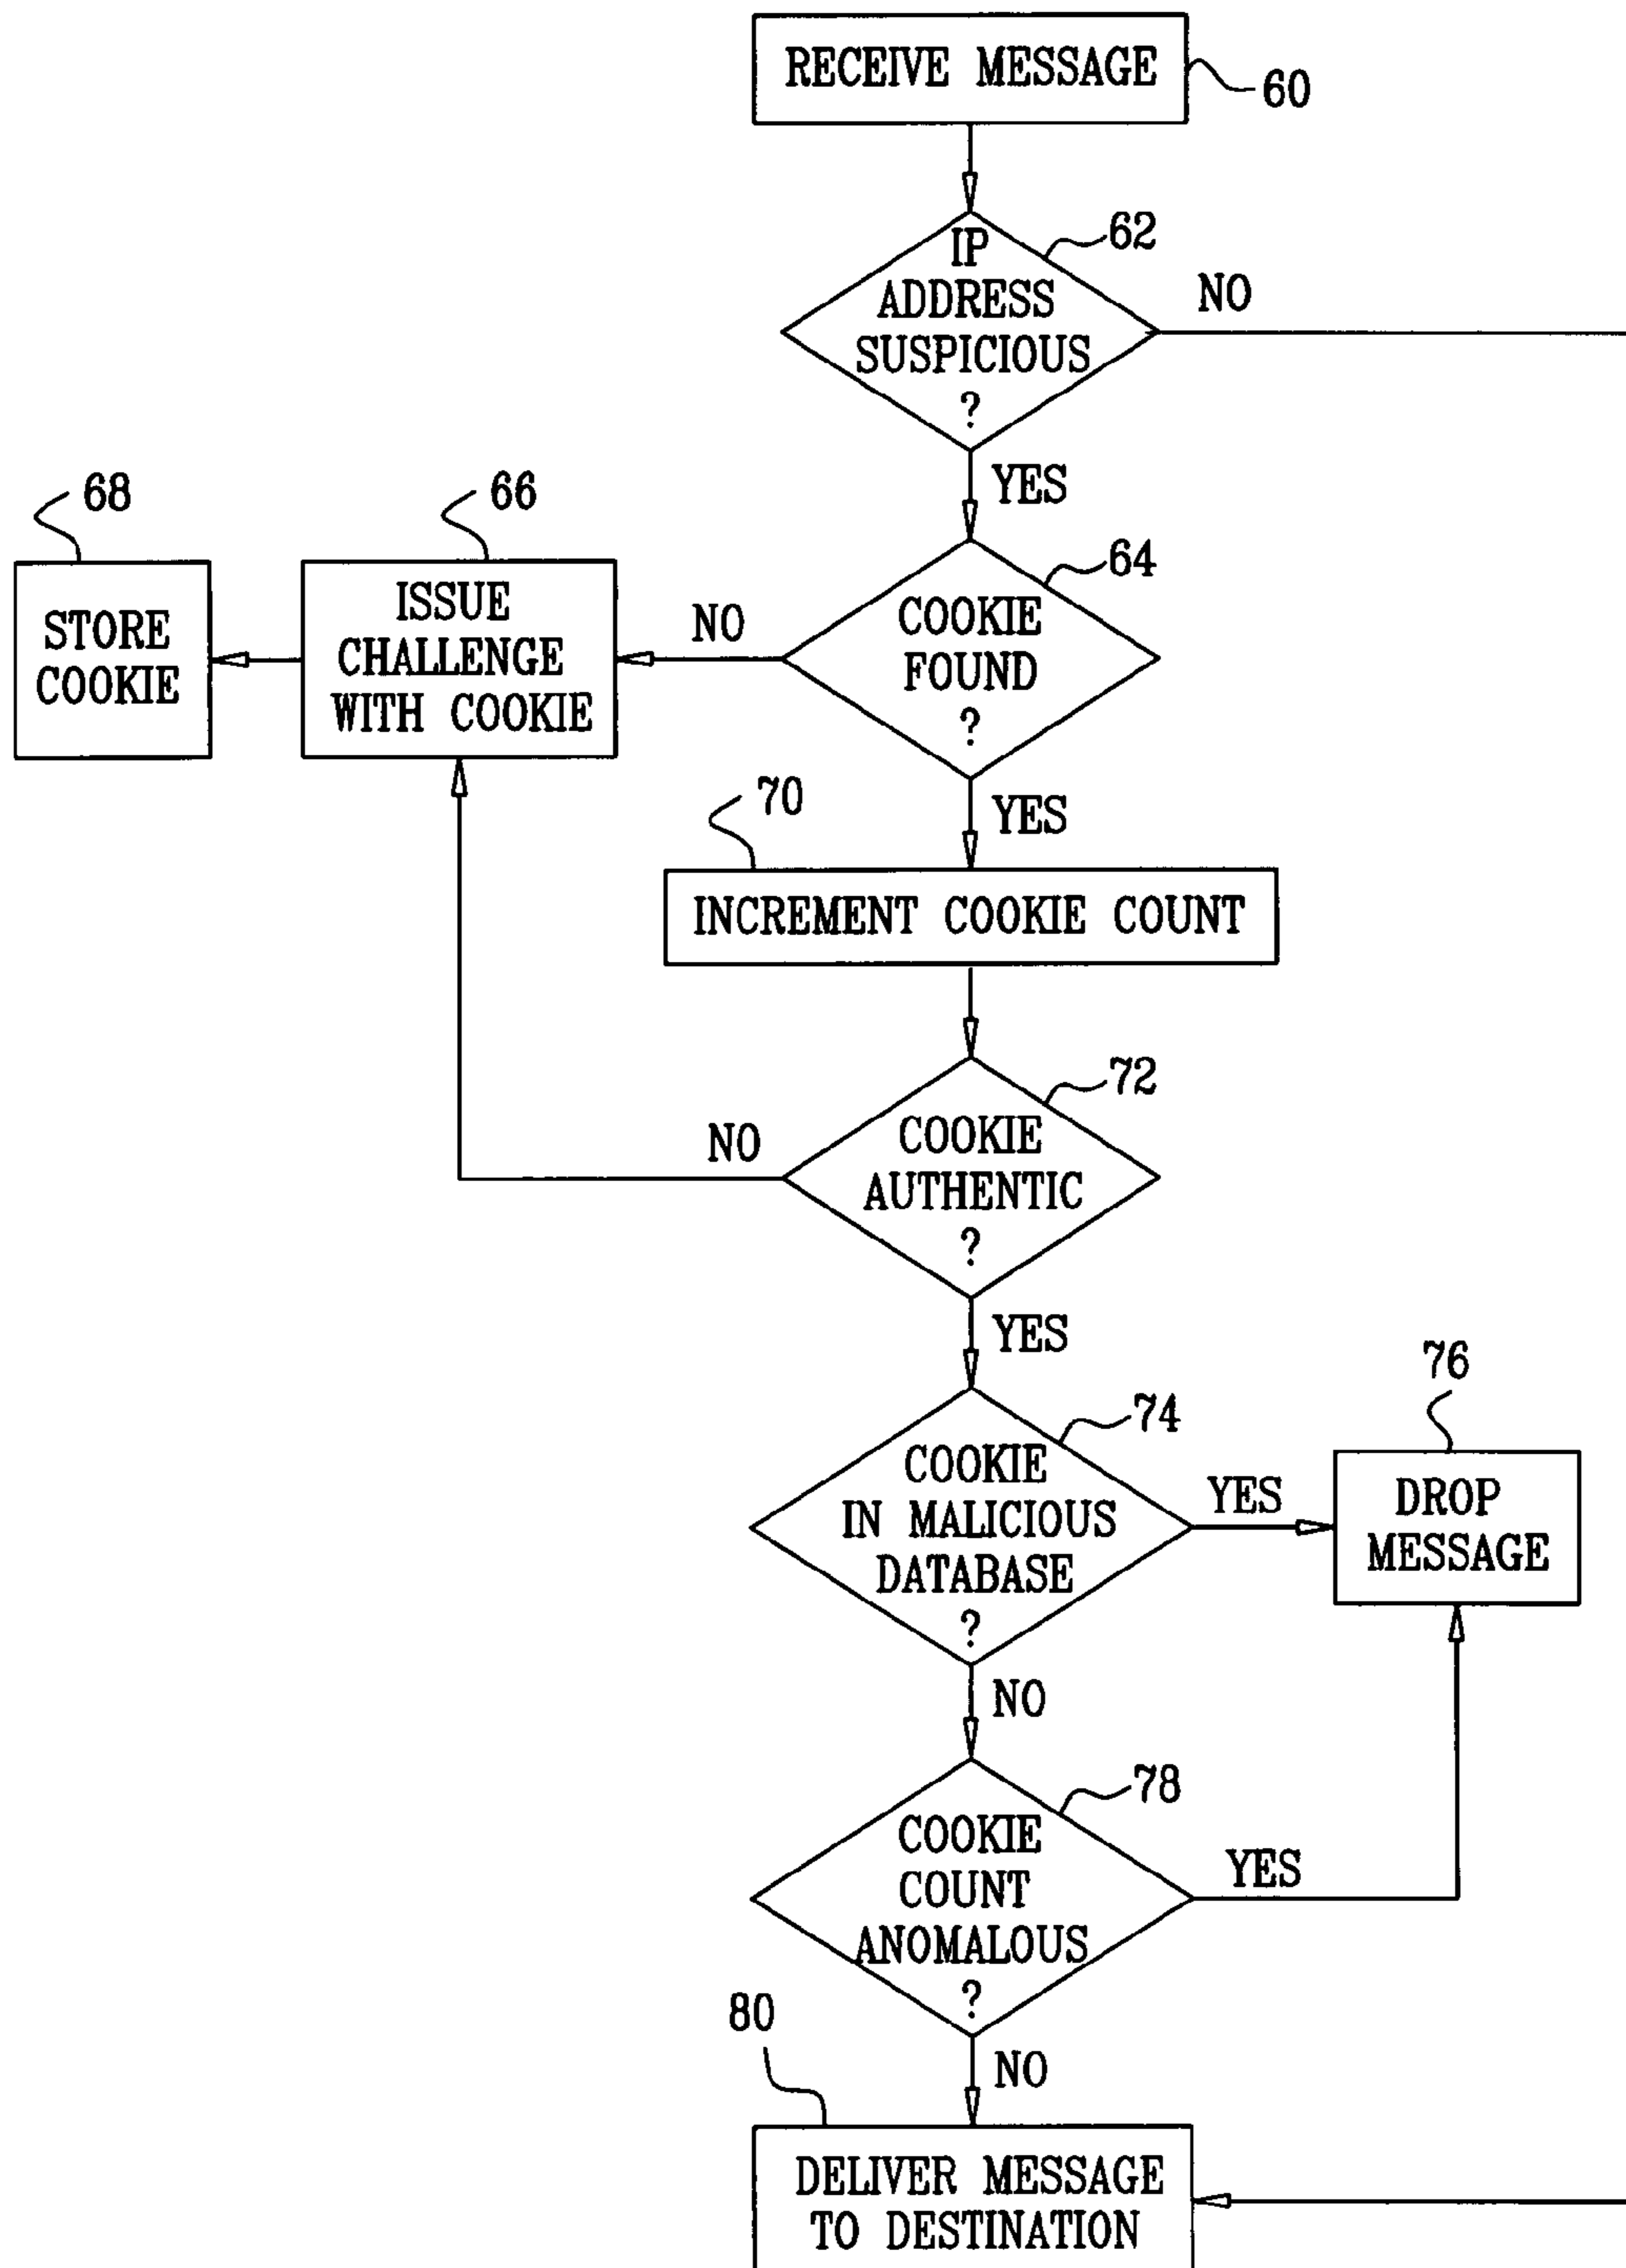 RECEIVE MESSAGE
60
IP
ADDRESS
SUSPICIOUS
?
62
NO
YES
68
66
64
STORE
COOKIE
ISSUE
CHALLENGE
WITH COOKIE
NO
COOKIE
FOUND
?
YES
70
INCREMENT COOKIE COUNT
72
NO
COOKIE
AUTHENTIC
?
YES
76
74
COOKIE
IN MALICIOUS
DATABASE
?
YES
DROP
MESSAGE
NO
78
COOKIE
COUNT
ANOMALOUS
?
YES
80
NO
DELIVER MESSAGE
TO DESTINATION